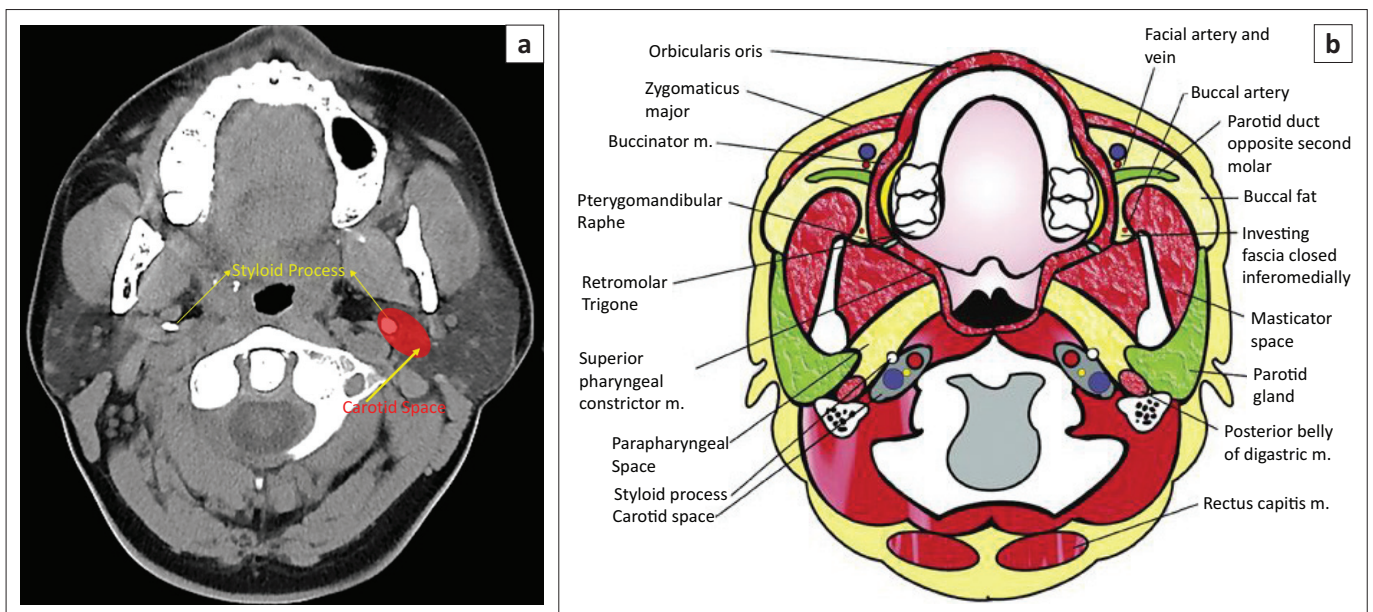 a
Styloid Process
Carotid Space
b
Orbicularis oris
Zygomaticus
major
Buccinator m.
Pterygomandibular
Raphe
Retromolar
Trigone
Superior
pharyngeal
constrictor m.
Parapharyngeal
Space
Styloid process
Carotid space
Facial artery and
vein
Buccal artery
Parotid duct
opposite second
molar
Buccal fat
Investing
fascia closed
inferomedially
Masticator
space
Parotid
gland
Posterior belly
of digastric m.
Rectus capitis m.